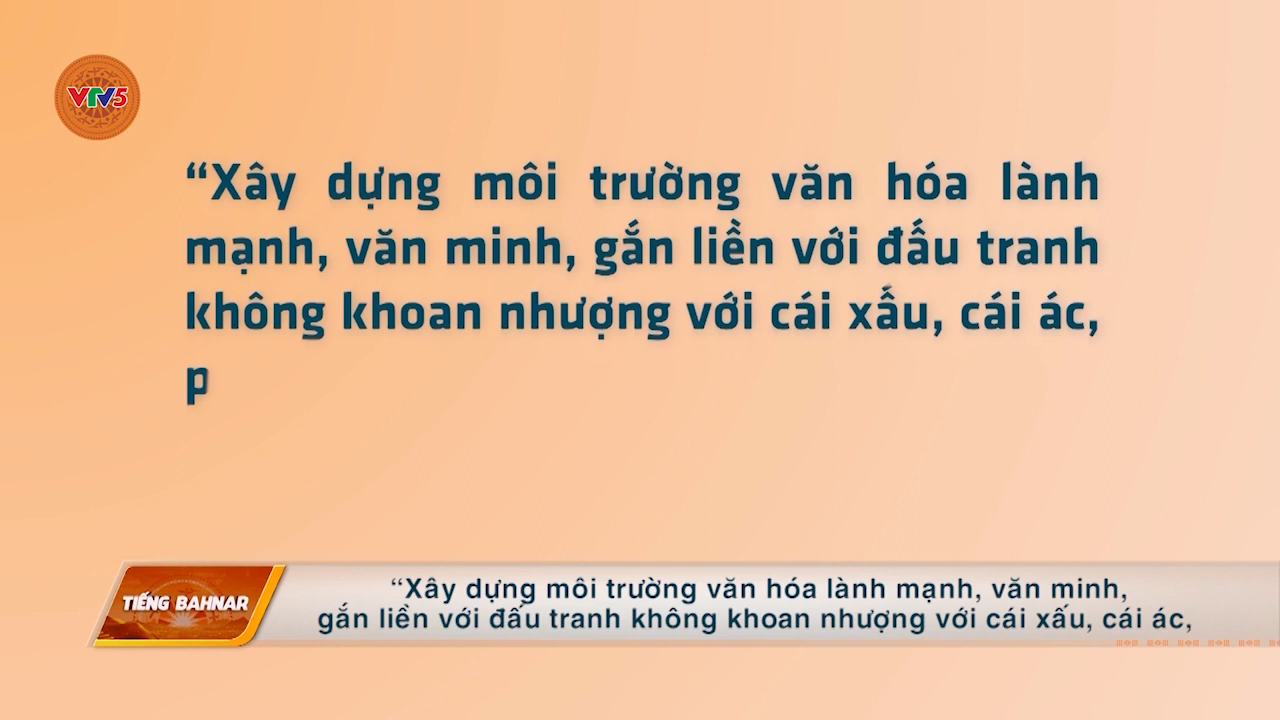 VTV5
“Xây dựng môi trường văn hóa lành
mạnh, văn minh, gắn liền với đấu tranh
không khoan nhượng với cái xấu, cái ác,
p
TIẾNG BAHNAR
“Xây dựng môi trường văn hóa lành mạnh, văn minh,
gắn liền với đấu tranh không khoan nhượng với cái xấu, cái ác,